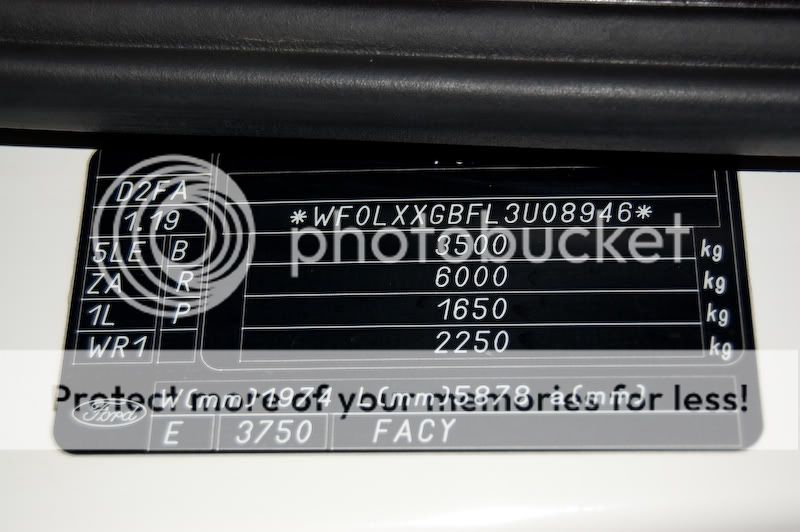 D2FA
1.19 *WF0LXXGBFL3U08946*
5LE B 3500 kg
ZA R 6000 kg
1L P 1650 kg
WR1 2250 kg
photobucket
Protect more of your memories for less!
W(mm)1974 L(mm)5878 a(mm)
Ford E 3750 FACY